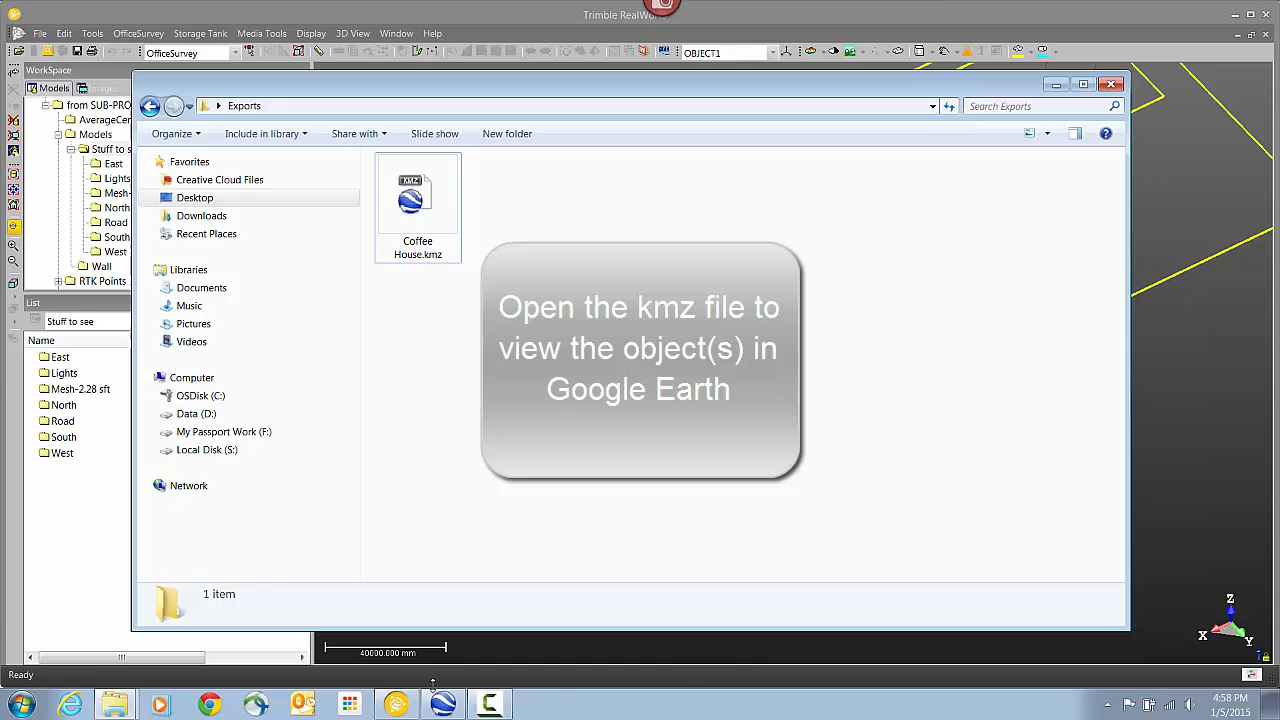 Trimble RealWo
File Edit Tools OfficeSurvey Storage Tank Media Tools Display 3D View Window Help
OfficeSurvey OBJECT1
WorkSpace
Models Images
from SUB-PRO
AverageCer
Models
Stuff to s
East
Lights
Mesh-
North
Road
South
West
Wall
RTK Points
List
Stuff to see
Name
East
Lights
Mesh-2.28 sft
North
Road
South
West
Exports
Search Exports
Organize Include in library Share with Slide show New folder
Favorites
Creative Cloud Files
Desktop
Downloads
Recent Places
Libraries
Documents
Music
Pictures
Videos
Computer
OSDisk (C:)
Data (D:)
My Passport Work (F:)
Local Disk (S:)
Network
KMZ
Coffee
House.kmz
Open the kmz file to
view the object(s) in
Google Earth
1 item
40000.000 mm
Z
X
Y
Ready
4:58 PM
1/5/2015